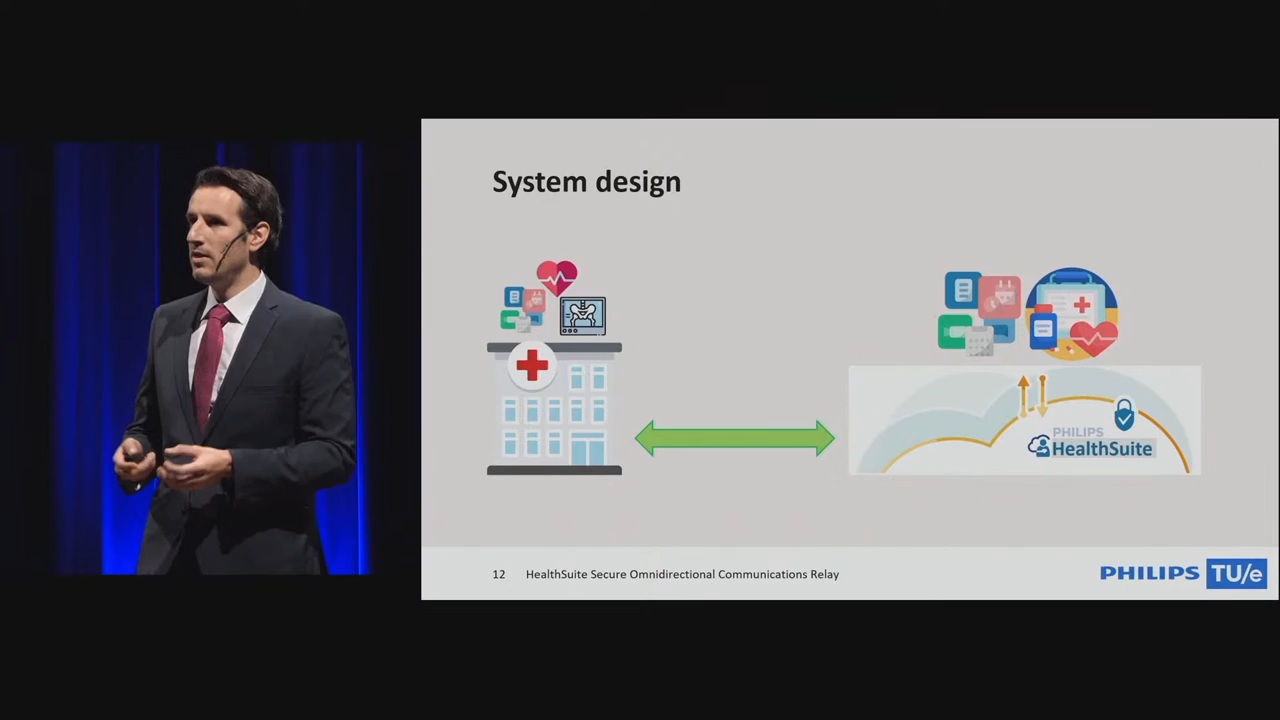 System design
PHILIPS
HealthSuite
12 HealthSuite Secure Omnidirectional Communications Relay
PHILIPS TU/e